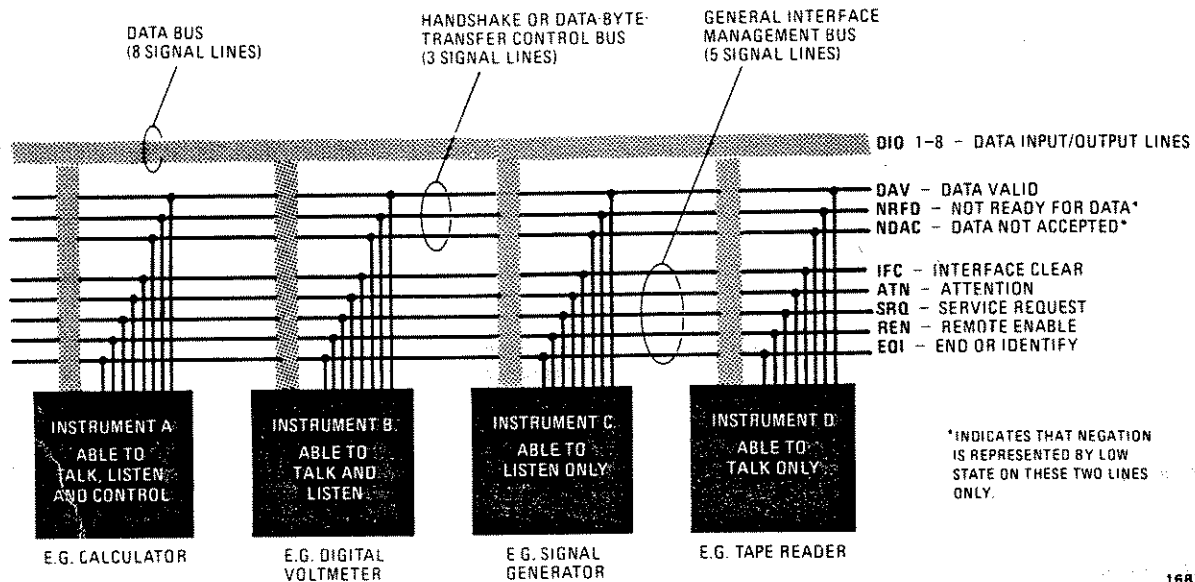 DATA BUS
(8 SIGNAL LINES)
HANDSHAKE OR DATA-BYTE-
TRANSFER CONTROL BUS
(3 SIGNAL LINES)
GENERAL INTERFACE
MANAGEMENT BUS
(5 SIGNAL LINES)
DIO 1-8 - DATA INPUT/OUTPUT LINES
DAV - DATA VALID
NRFD - NOT READY FOR DATA*
NDAC - DATA NOT ACCEPTED*
IFC - INTERFACE CLEAR
ATN - ATTENTION
SRQ - SERVICE REQUEST
REN - REMOTE ENABLE
EOI - END OR IDENTIFY
INSTRUMENT A
ABLE TO
TALK, LISTEN
AND CONTROL
E.G. CALCULATOR
INSTRUMENT B
ABLE TO
TALK AND
LISTEN
E.G. DIGITAL
VOLTMETER
INSTRUMENT C
ABLE TO
LISTEN ONLY
E.G. SIGNAL
GENERATOR
INSTRUMENT D
ABLE TO
TALK ONLY
E.G. TAPE READER
*INDICATES THAT NEGATION
IS REPRESENTED BY LOW
STATE ON THESE TWO LINES
ONLY.
168